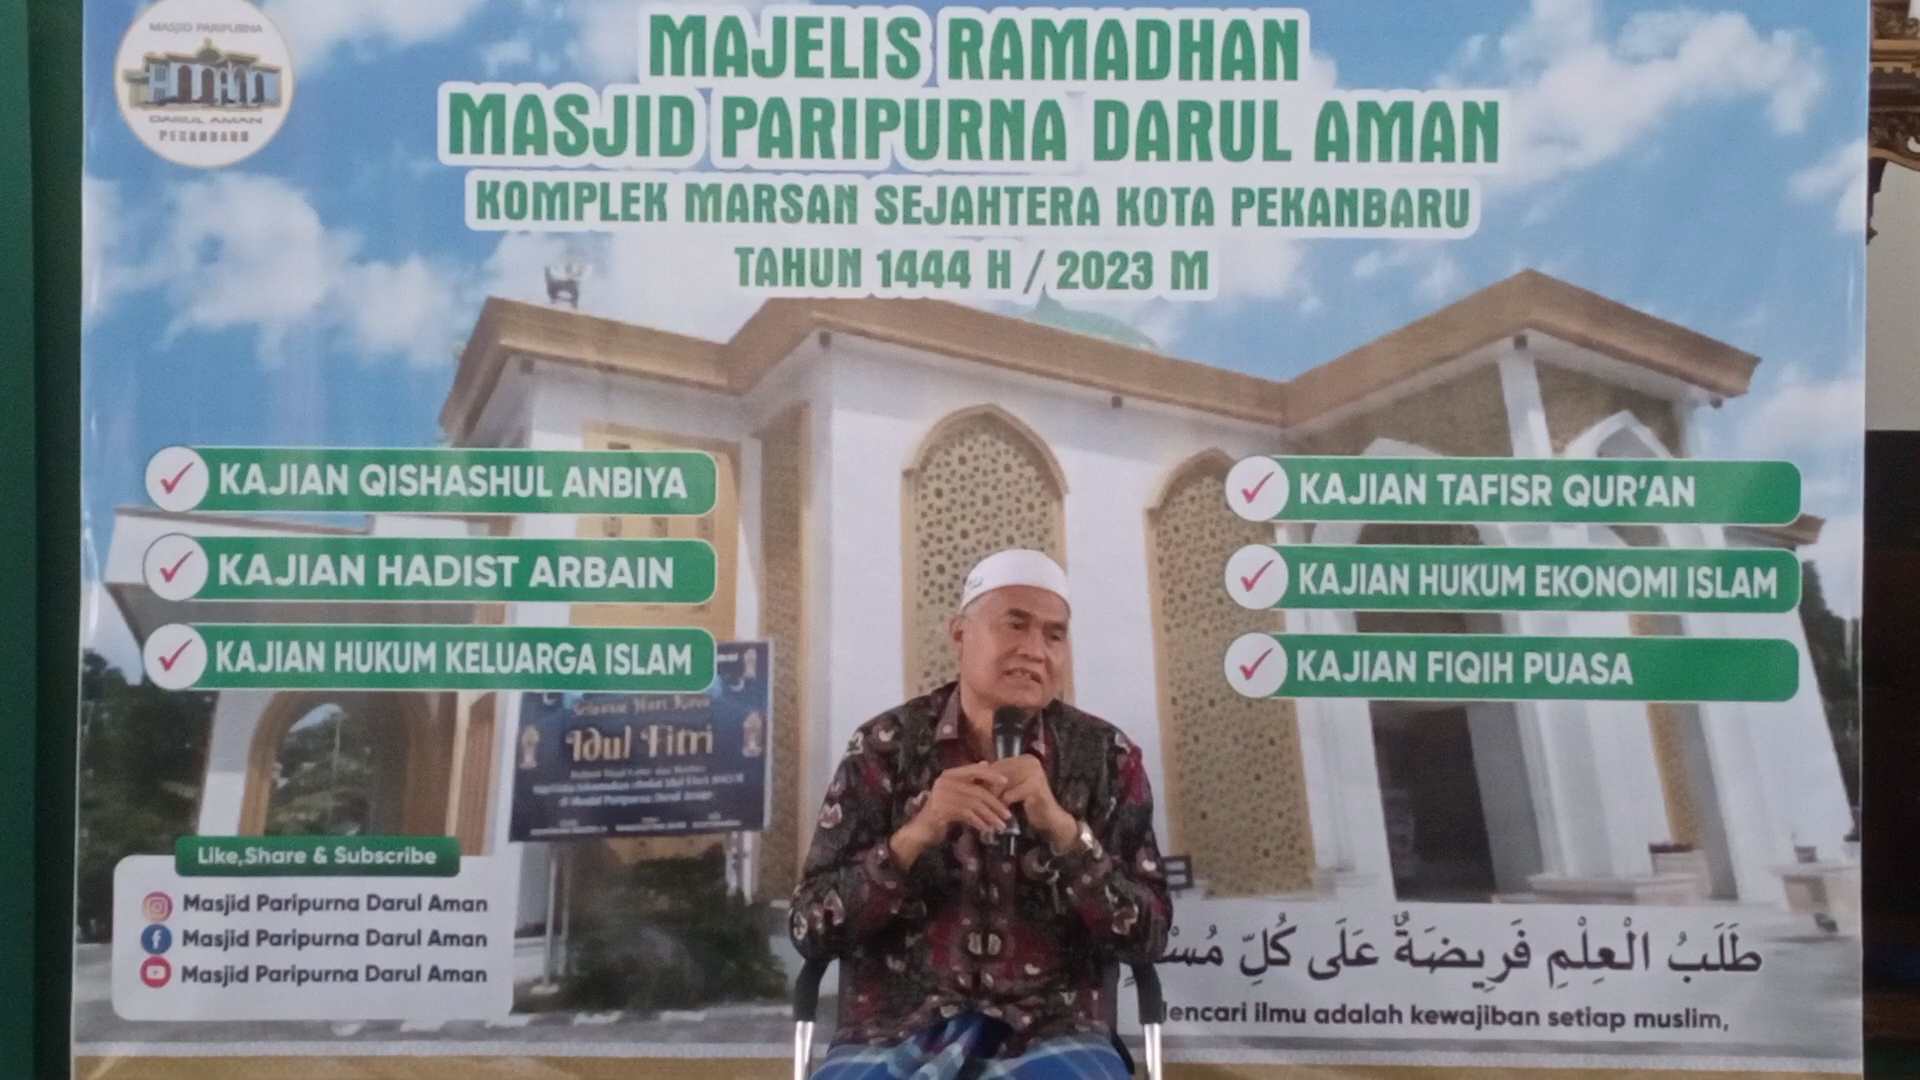 MASJID PARIPURNA
DARUL AMAN
PEKANBARU
MAJELIS RAMADHAN
MASJID PARIPURNA DARUL AMAN
KOMPLEK MARSAN SEJAHTERA KOTA PEKANBARU
TAHUN 1444 H / 2023 M
KAJIAN QISHASHUL ANBIYA
KAJIAN HADIST ARBAIN
KAJIAN HUKUM KELUARGA ISLAM
KAJIAN TAFISR QUR'AN
KAJIAN HUKUM EKONOMI ISLAM
KAJIAN FIQIH PUASA
Selamat Hari Raya
Idul Fitri
Like,Share & Subscribe
Masjid Paripurna Darul Aman
Masjid Paripurna Darul Aman
Masjid Paripurna Darul Aman
طَلَبُ الْعِلْمِ فَرِيضَةٌ عَلَى كُلِّ
encari ilmu adalah kewajiban setiap muslim,